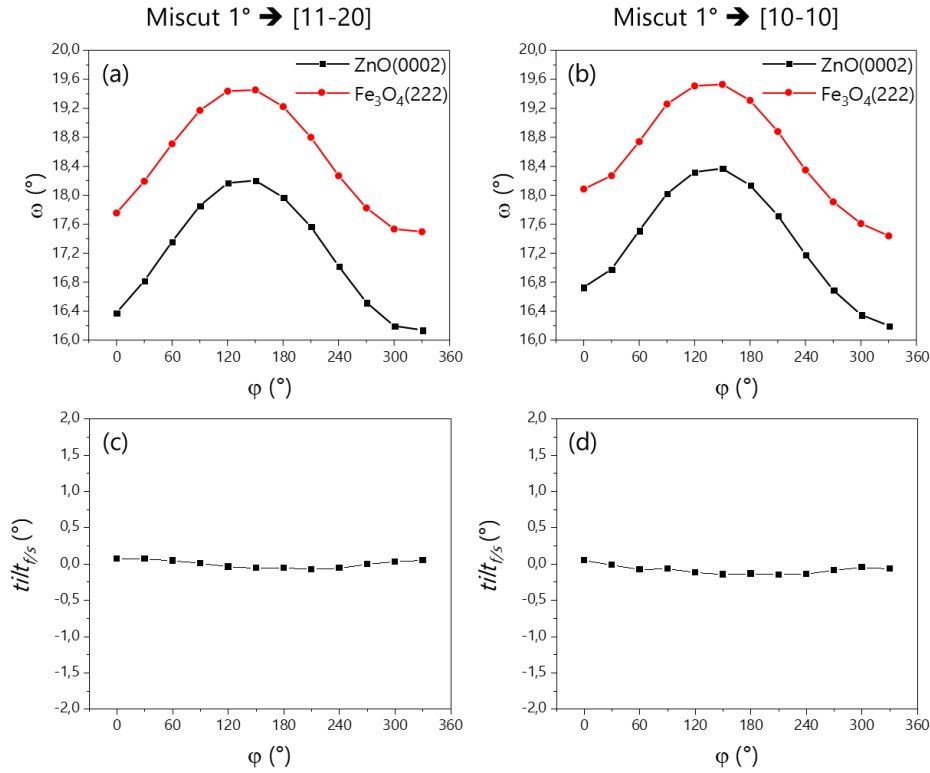 Miscut 1° ➔ [11-20]
Miscut 1° ➔ [10-10]
(a)
ZnO(0002)
Fe₃O₄(222)
20,0
19,6
19,2
18,8
18,4
18,0
17,6
17,2
16,8
16,4
16,0
ω (°)
0 60 120 180 240 300 360
φ (°)
(b)
ZnO(0002)
Fe₃O₄(222)
20,0
19,6
19,2
18,8
18,4
18,0
17,6
17,2
16,8
16,4
16,0
ω (°)
0 60 120 180 240 300 360
φ (°)
(c)
2,0
1,5
1,0
0,5
0,0
-0,5
-1,0
-1,5
-2,0
tilt_f/s (°)
0 60 120 180 240 300 360
φ (°)
(d)
2,0
1,5
1,0
0,5
0,0
-0,5
-1,0
-1,5
-2,0
tilt_f/s (°)
0 60 120 180 240 300 360
φ (°)